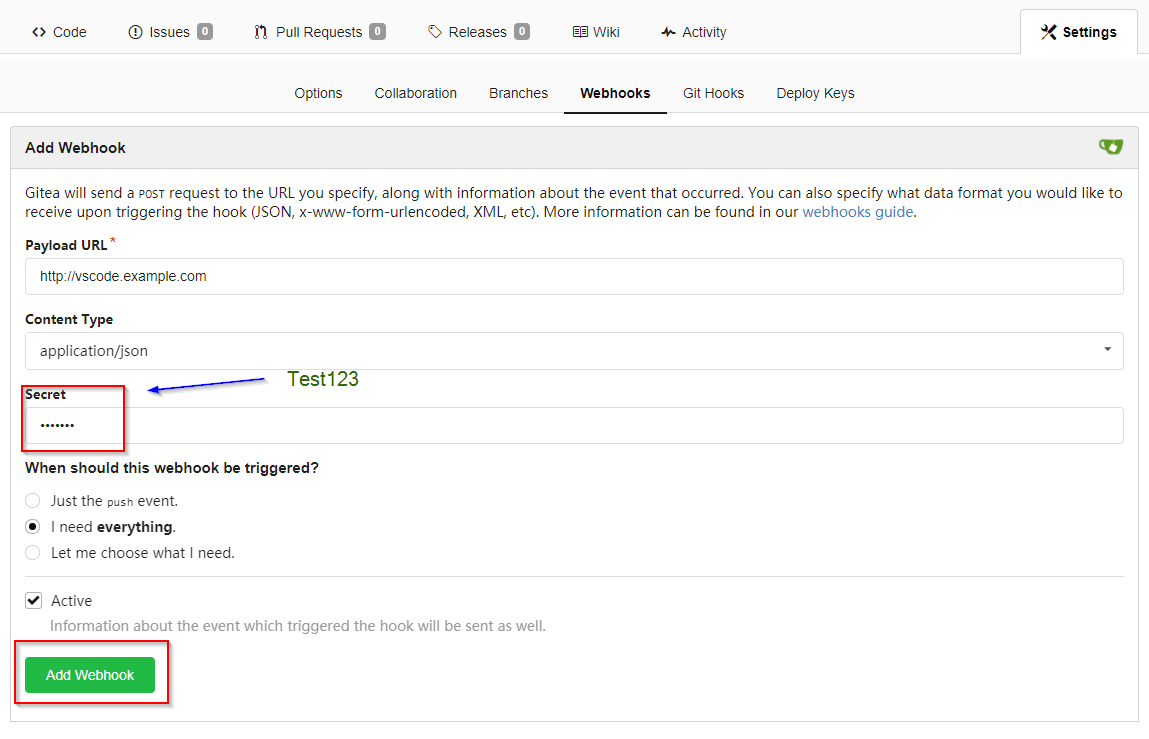 Code Issues 0 Pull Requests 0 Releases 0 Wiki Activity Settings
Options Collaboration Branches Webhooks Git Hooks Deploy Keys
Add Webhook
Gitea will send a POST request to the URL you specify, along with information about the event that occurred. You can also specify what data format you would like to
receive upon triggering the hook (JSON, x-www-form-urlencoded, XML, etc). More information can be found in our webhooks guide.
Payload URL*
http://vscode.example.com
Content Type
application/json
Test123
Secret
•••••••
When should this webhook be triggered?
Just the push event.
I need everything.
Let me choose what I need.
Active
Information about the event which triggered the hook will be sent as well.
Add Webhook